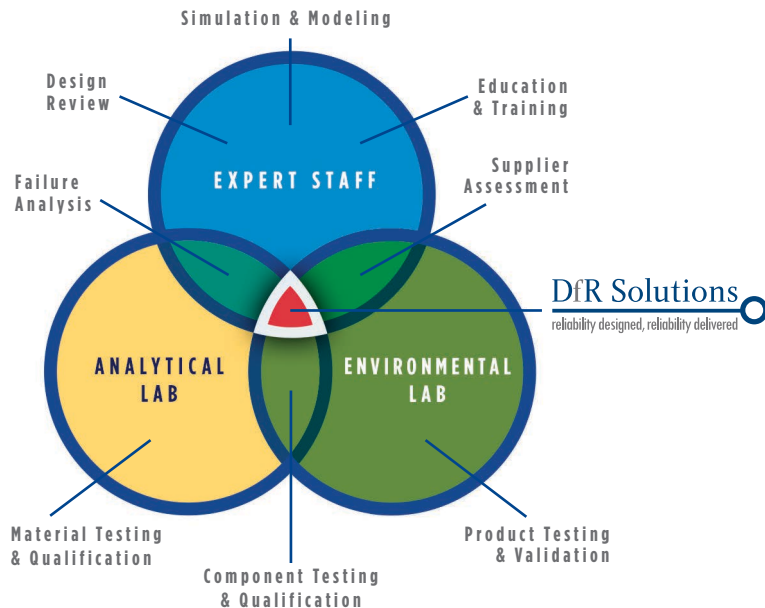 Simulation & Modeling
Design
Review
Education
& Training
Failure
Analysis
EXPERT STAFF
Supplier
Assessment
DfR Solutions
reliability designed, reliability delivered
ANALYTICAL
LAB
ENVIRONMENTAL
LAB
Material Testing
& Qualification
Component Testing
& Qualification
Product Testing
& Validation